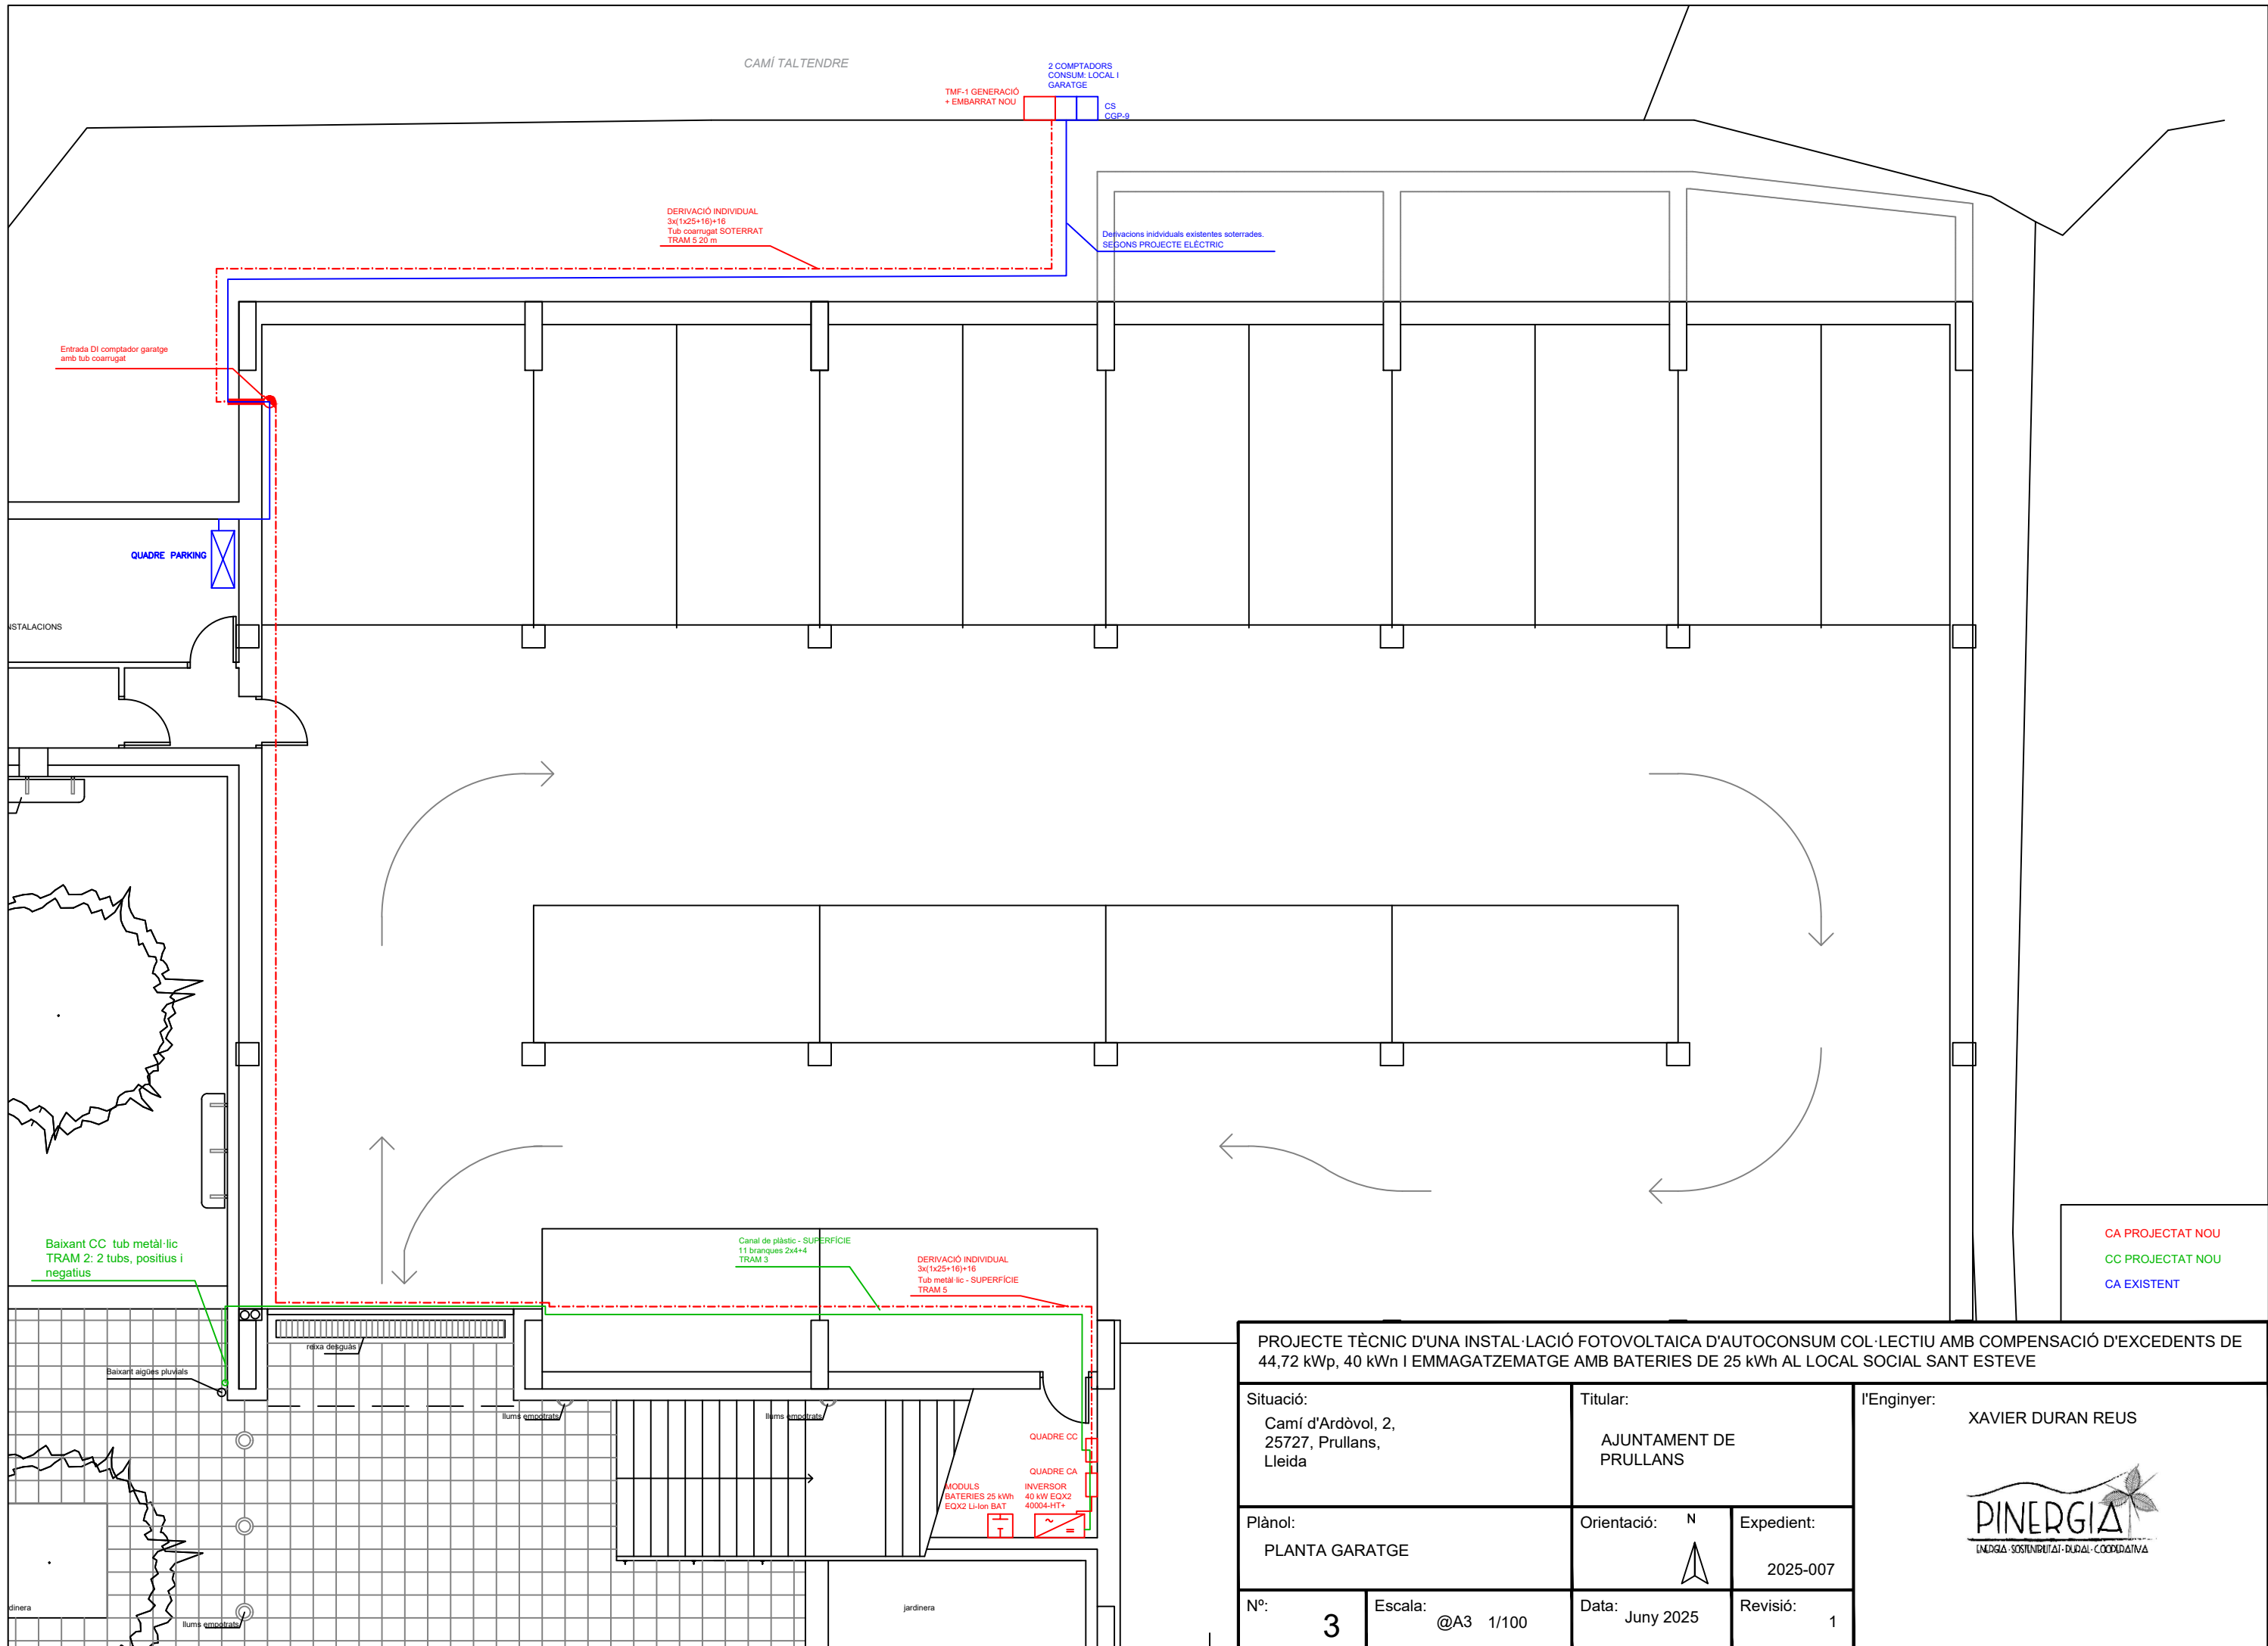 CAMÍ TALTENDRE
2 COMPTADORS
CONSUM: LOCAL I
GARATGE
TMF-1 GENERACIÓ
+ EMBARRAT NOU
CS
CGP-9
DERIVACIÓ INDIVIDUAL
3x(1x25+16)+16
Tub coarrugat SOTERRAT
TRAM 5 20 m
Derivacions inidviduals existentes soterrades.
SEGONS PROJECTE ELÈCTRIC
Entrada DI comptador garatge
amb tub coarrugat
QUADRE PARKING
NSTALACIONS
Baixant CC tub metàl·lic
TRAM 2: 2 tubs, positius i
negatius
Canal de plàstic - SUPERFÍCIE
11 branques 2x4+4
TRAM 3
DERIVACIÓ INDIVIDUAL
3x(1x25+16)+16
Tub metàl·lic - SUPERFÍCIE
TRAM 5
CA PROJECTAT NOU
CC PROJECTAT NOU
CA EXISTENT
reixa desguàs
Baixant aigües pluvials
llums empotrats
llums empotrats
QUADRE CC
QUADRE CA
MODULS
BATERIES 25 kWh
EQX2 Li-Ion BAT
INVERSOR
40 kW EQX2
40004-HT+
dinera
llums empotrats
jardinera
PROJECTE TÈCNIC D'UNA INSTAL·LACIÓ FOTOVOLTAICA D'AUTOCONSUM COL·LECTIU AMB COMPENSACIÓ D'EXCEDENTS DE
44,72 kWp, 40 kWn I EMMAGATZEMATGE AMB BATERIES DE 25 kWh AL LOCAL SOCIAL SANT ESTEVE
Situació:
Camí d'Ardòvol, 2,
25727, Prullans,
Lleida
Titular:
AJUNTAMENT DE
PRULLANS
l'Enginyer:
XAVIER DURAN REUS
PINERGIA
ENERGIA·SOSTENIBILITAT·RURAL·COOPERATIVA
Plànol:
PLANTA GARATGE
Orientació: N
Expedient:
2025-007
Nº: 3
Escala: @A3 1/100
Data: Juny 2025
Revisió: 1